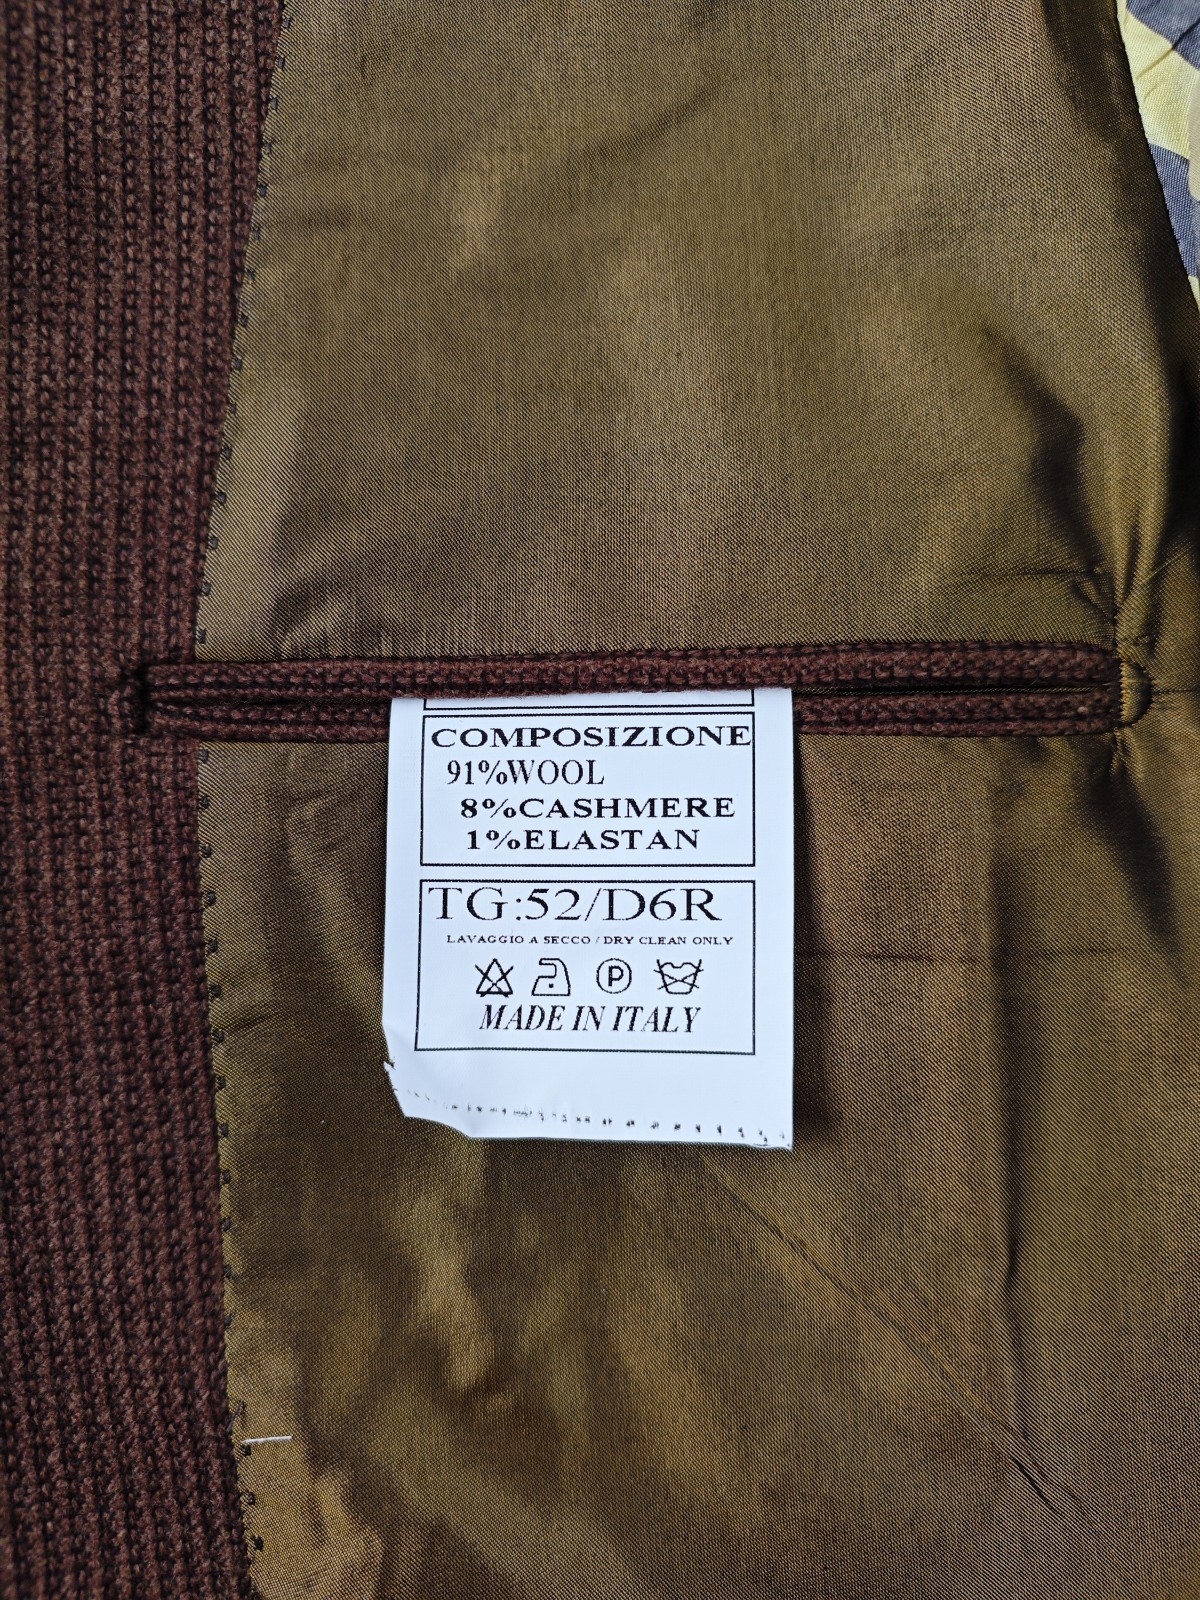 COMPOSIZIONE
91%WOOL
8%CASHMERE
1%ELASTAN
TG:52/D6R
LAVAGGIO A SECCO / DRY CLEAN ONLY
P
MADE IN ITALY